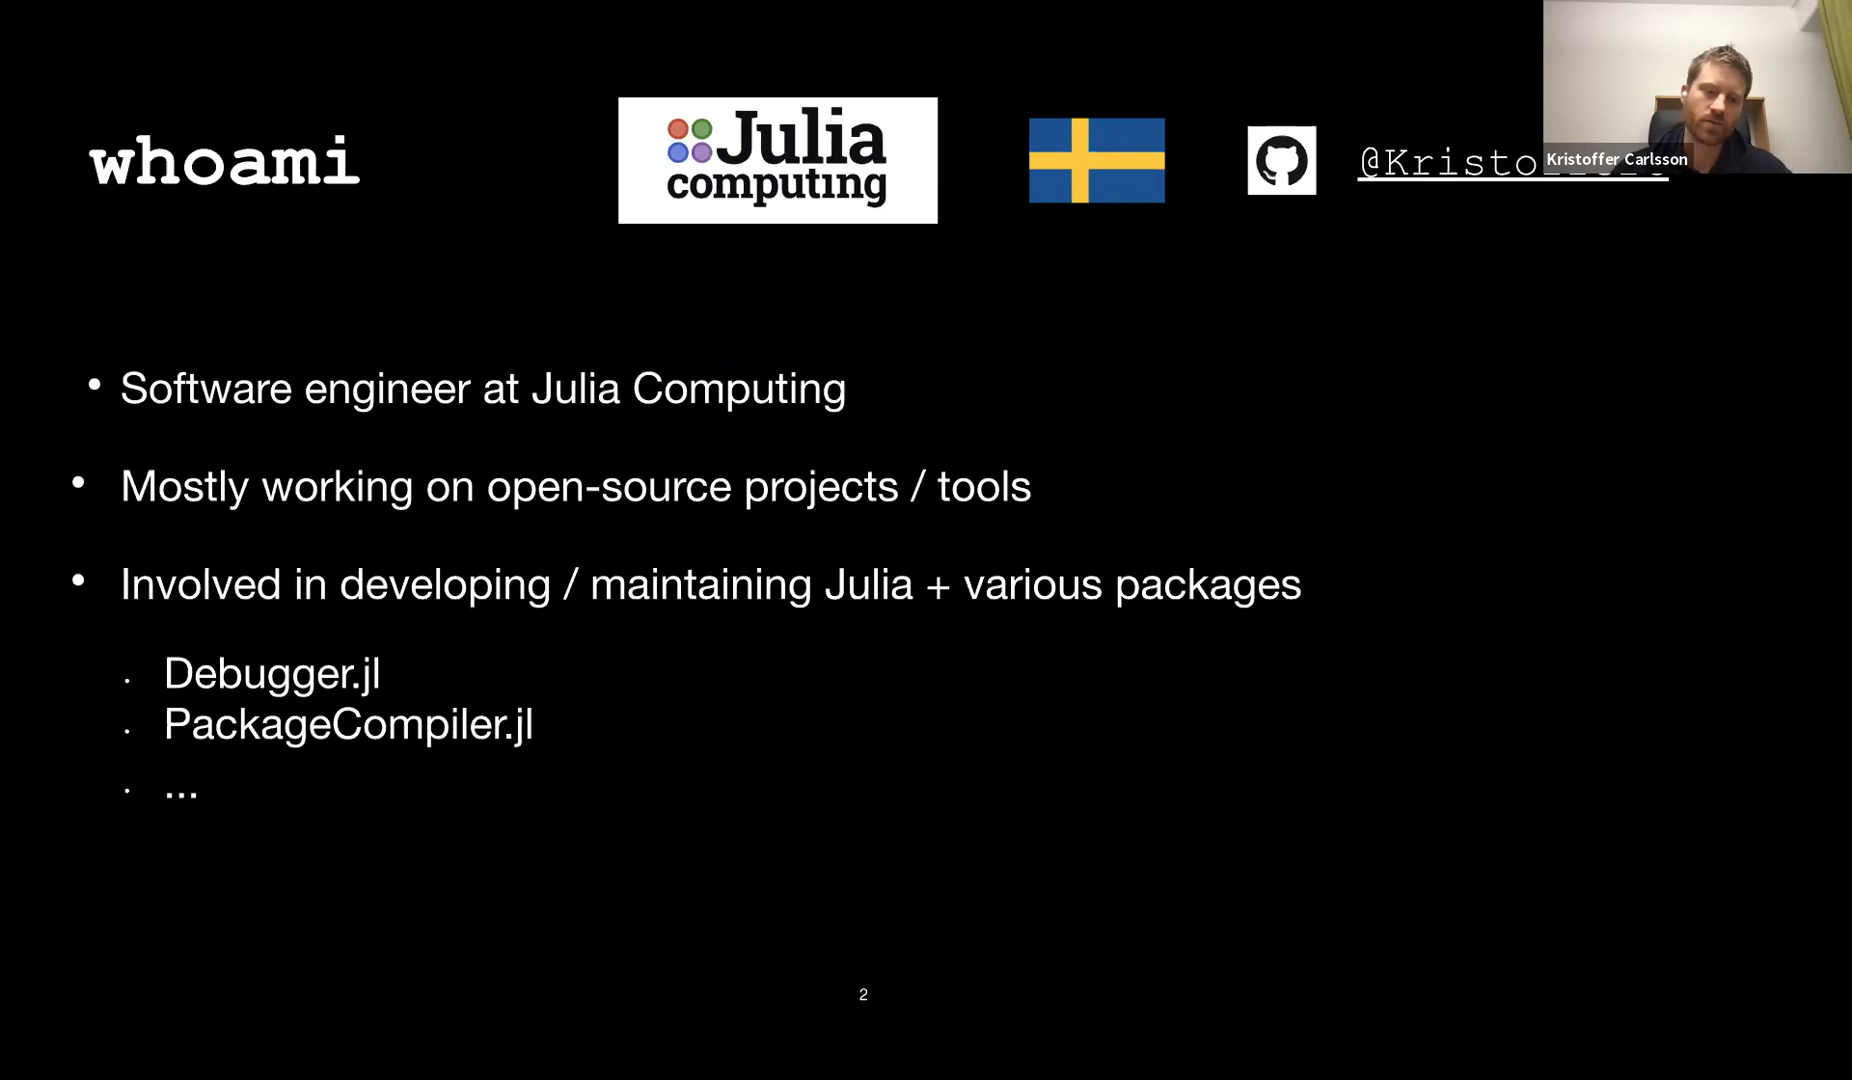 whoami
Julia
computing
Kristoffer Carlsson
• Software engineer at Julia Computing
• Mostly working on open-source projects / tools
• Involved in developing / maintaining Julia + various packages
• Debugger.jl
• PackageCompiler.jl
• ...
2